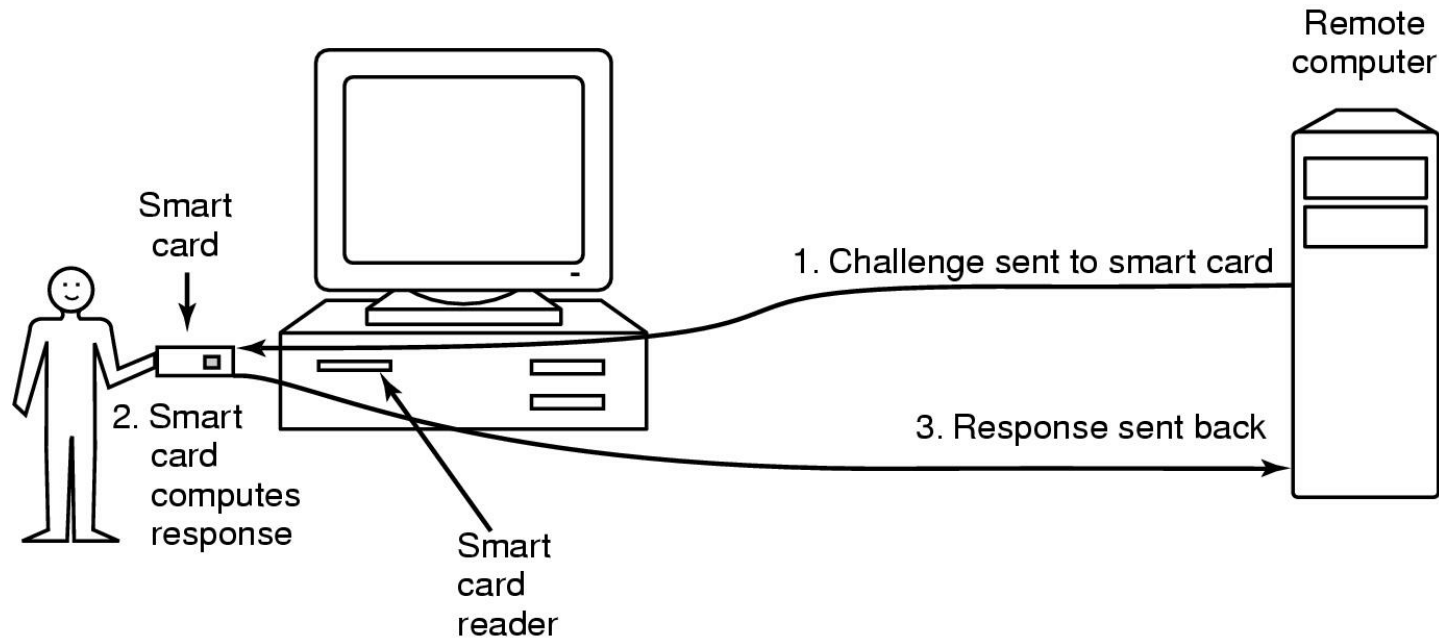 Remote
computer
Smart
card
1. Challenge sent to smart card
2. Smart
card
computes
response
3. Response sent back
Smart
card
reader